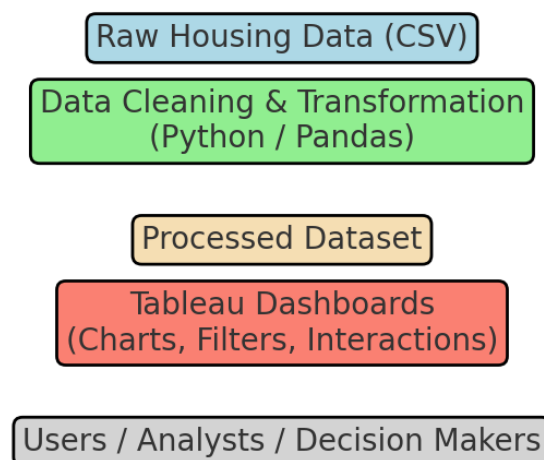 Raw Housing Data (CSV)
Data Cleaning & Transformation
(Python / Pandas)
Processed Dataset
Tableau Dashboards
(Charts, Filters, Interactions)
Users / Analysts / Decision Makers